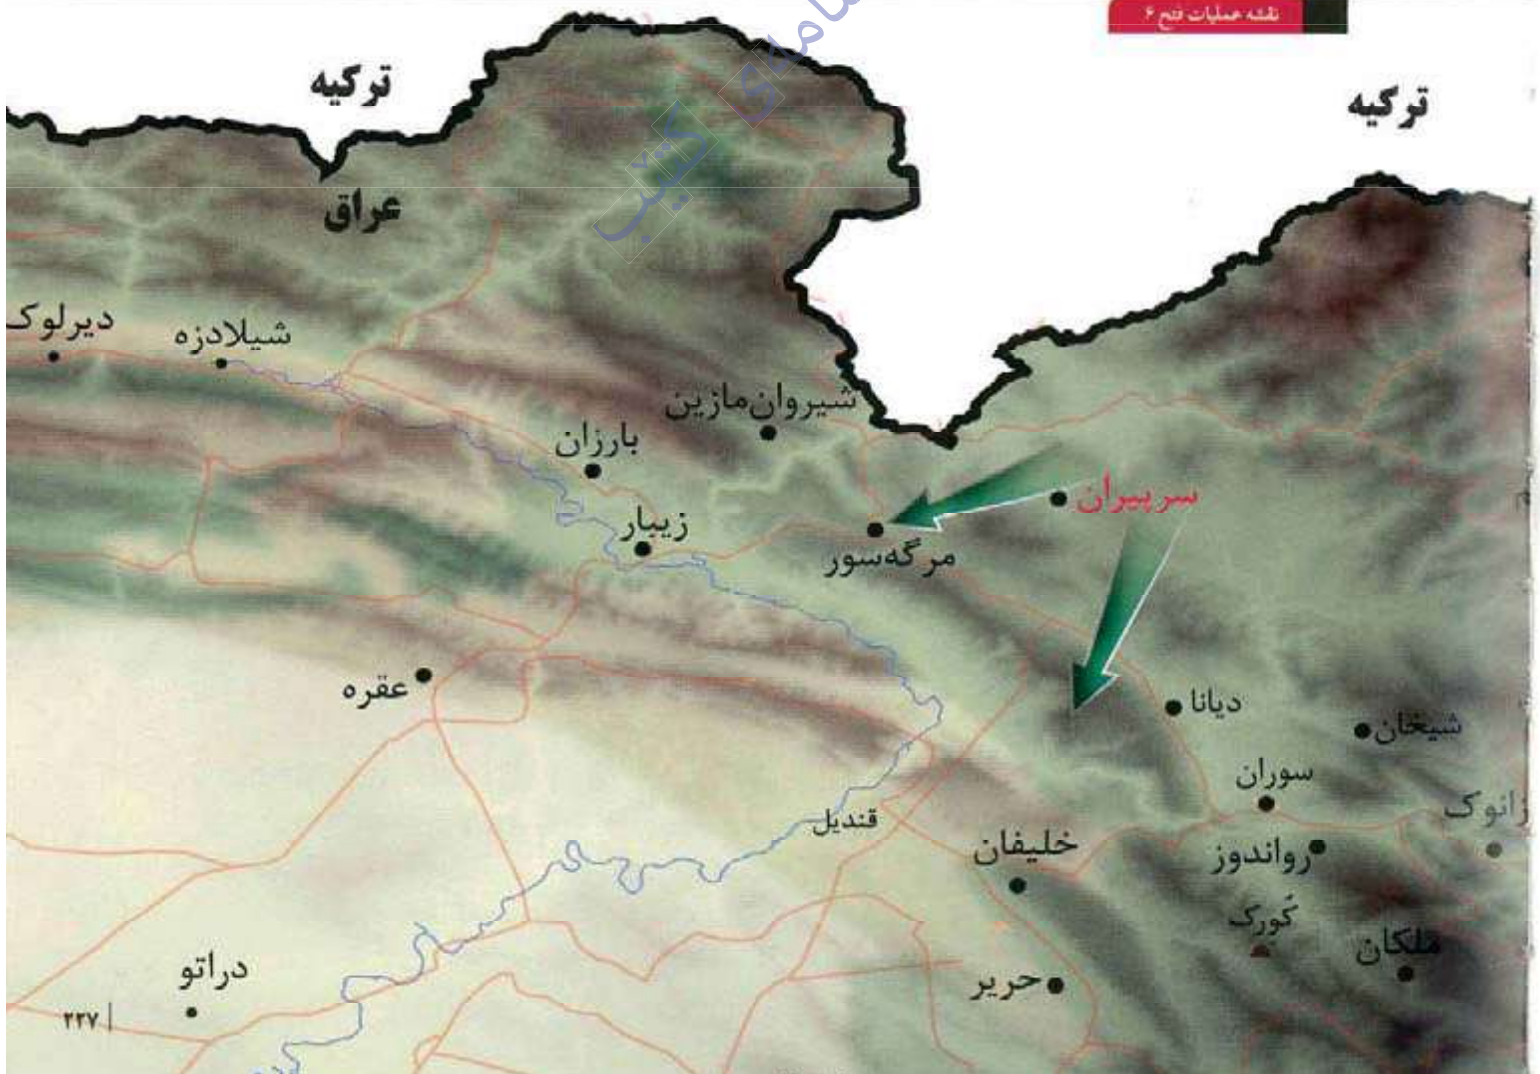 نقشه عملیات فتح ۶
ترکیه
ترکیه
عراق
دیرلوک
شیلادزه
شیروان‌مازین
بارزان
سرپیران
زیبار
مرگه‌سور
عقره
دیانا
شیخان
سوران
زانوک
قندیل
خلیفان
رواندوز
کورک
ملکان
دراتو
حریر
۲۲۷